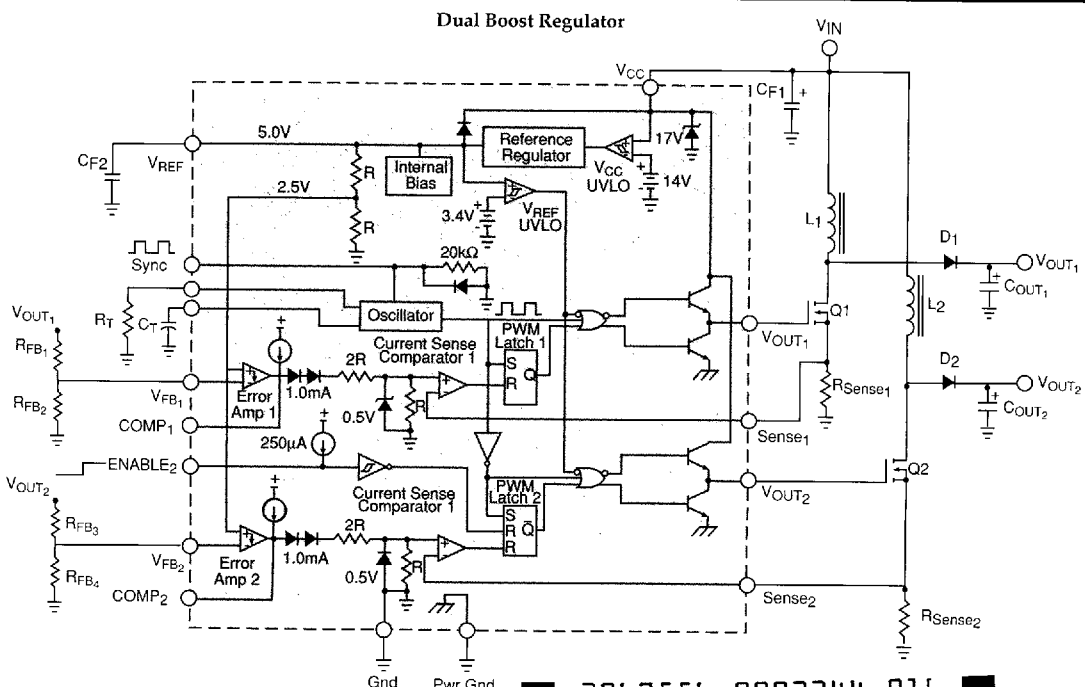 Dual Boost Regulator
VIN
VCC
CF1
+
5.0V
VREF
CF2
Reference
Regulator
17V
VCC
UVLO
+
-
14V
Internal
Bias
R
2.5V
R
3.4V
+
-
VREF
UVLO
L1
20kΩ
Sync
D1
VOUT1
+
COUT1
L2
RT
CT
Oscillator
Q1
VOUT1
VOUT1
PWM
Latch 1
Current Sense
Comparator 1
+
RFB1
2R
S
R
Q
D2
VOUT2
+
COUT2
RSense1
RFB2
VFB1
Error
Amp 1
1.0mA
+
-
0.5V
R
COMP1
Sense1
+
250µA
ENABLE2
VOUT2
Q2
VOUT2
Current Sense
Comparator 1
PWM
Latch 2
+
RFB3
2R
S
R
R
Q
VFB2
Error
Amp 2
1.0mA
+
-
0.5V
R
RFB4
COMP2
Sense2
RSense2
Gnd
Pwr Gnd